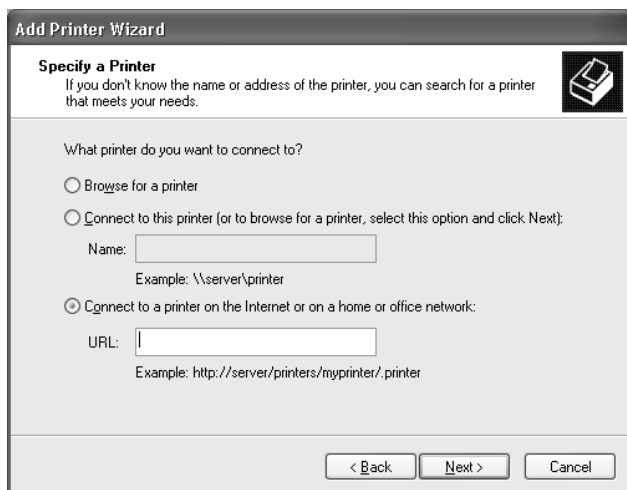 Add Printer Wizard
Specify a Printer
If you don't know the name or address of the printer, you can search for a printer
that meets your needs.
What printer do you want to connect to?
Browse for a printer
Connect to this printer (or to browse for a printer, select this option and click Next):
Name:
Example: \\server\printer
Connect to a printer on the Internet or on a home or office network:
URL:
Example: http://server/printers/myprinter/.printer
< Back Next > Cancel